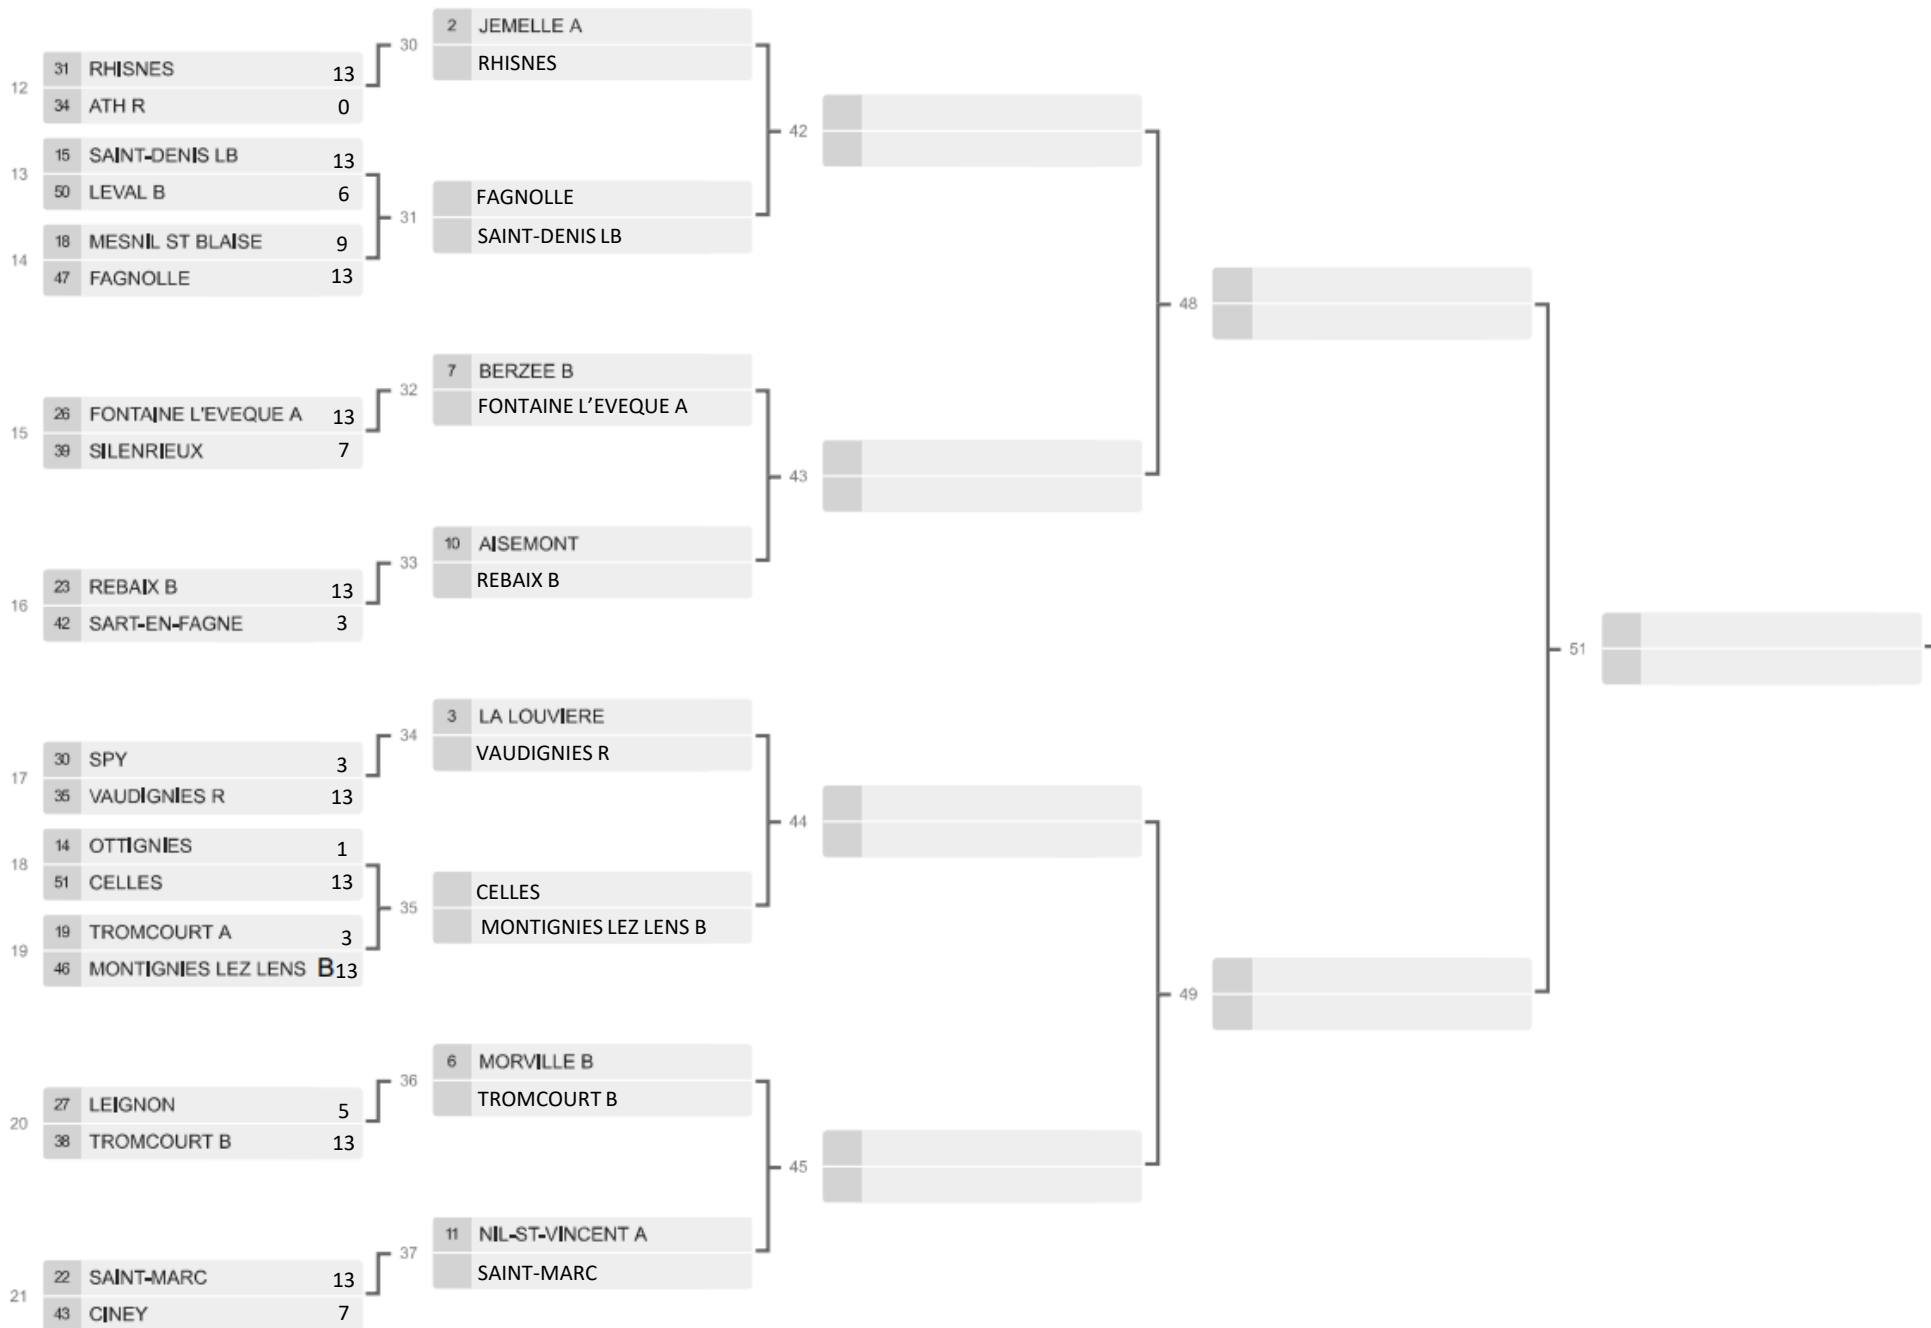 12
31 RHISNES 13
34 ATH R 0
13
15 SAINT-DENIS LB 13
50 LEVAL B 6
14
18 MESNIL ST BLAISE 9
47 FAGNOLLE 13
15
26 FONTAINE L'EVEQUE A 13
39 SILENRIEUX 7
16
23 REBAIX B 13
42 SART-EN-FAGNE 3
17
30 SPY 3
35 VAUDIGNIES R 13
18
14 OTTIGNIES 1
51 CELLES 13
19
19 TROMCOURT A 3
46 MONTIGNIES LEZ LENS B 13
20
27 LEIGNON 5
38 TROMCOURT B 13
21
22 SAINT-MARC 13
43 CINEY 7
30
2 JEMELLE A
RHISNES
31
FAGNOLLE
SAINT-DENIS LB
32
7 BERZEE B
FONTAINE L’EVEQUE A
33
10 AISEMONT
REBAIX B
34
3 LA LOUVIERE
VAUDIGNIES R
35
CELLES
MONTIGNIES LEZ LENS B
36
6 MORVILLE B
TROMCOURT B
37
11 NIL-ST-VINCENT A
SAINT-MARC
42
43
44
45
48
49
51